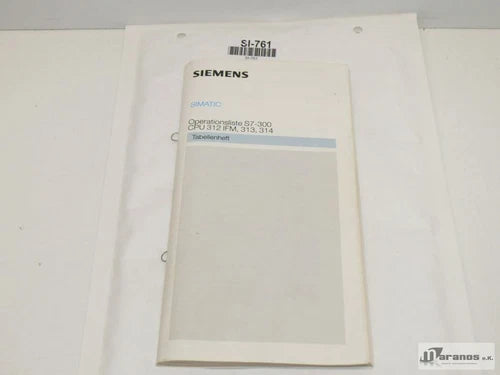 SI-761
SIEMENS
SIMATIC
Operationsliste S7-300
CPU 312 IFM, 313, 314
Tabellenheft
Maranos e.K.